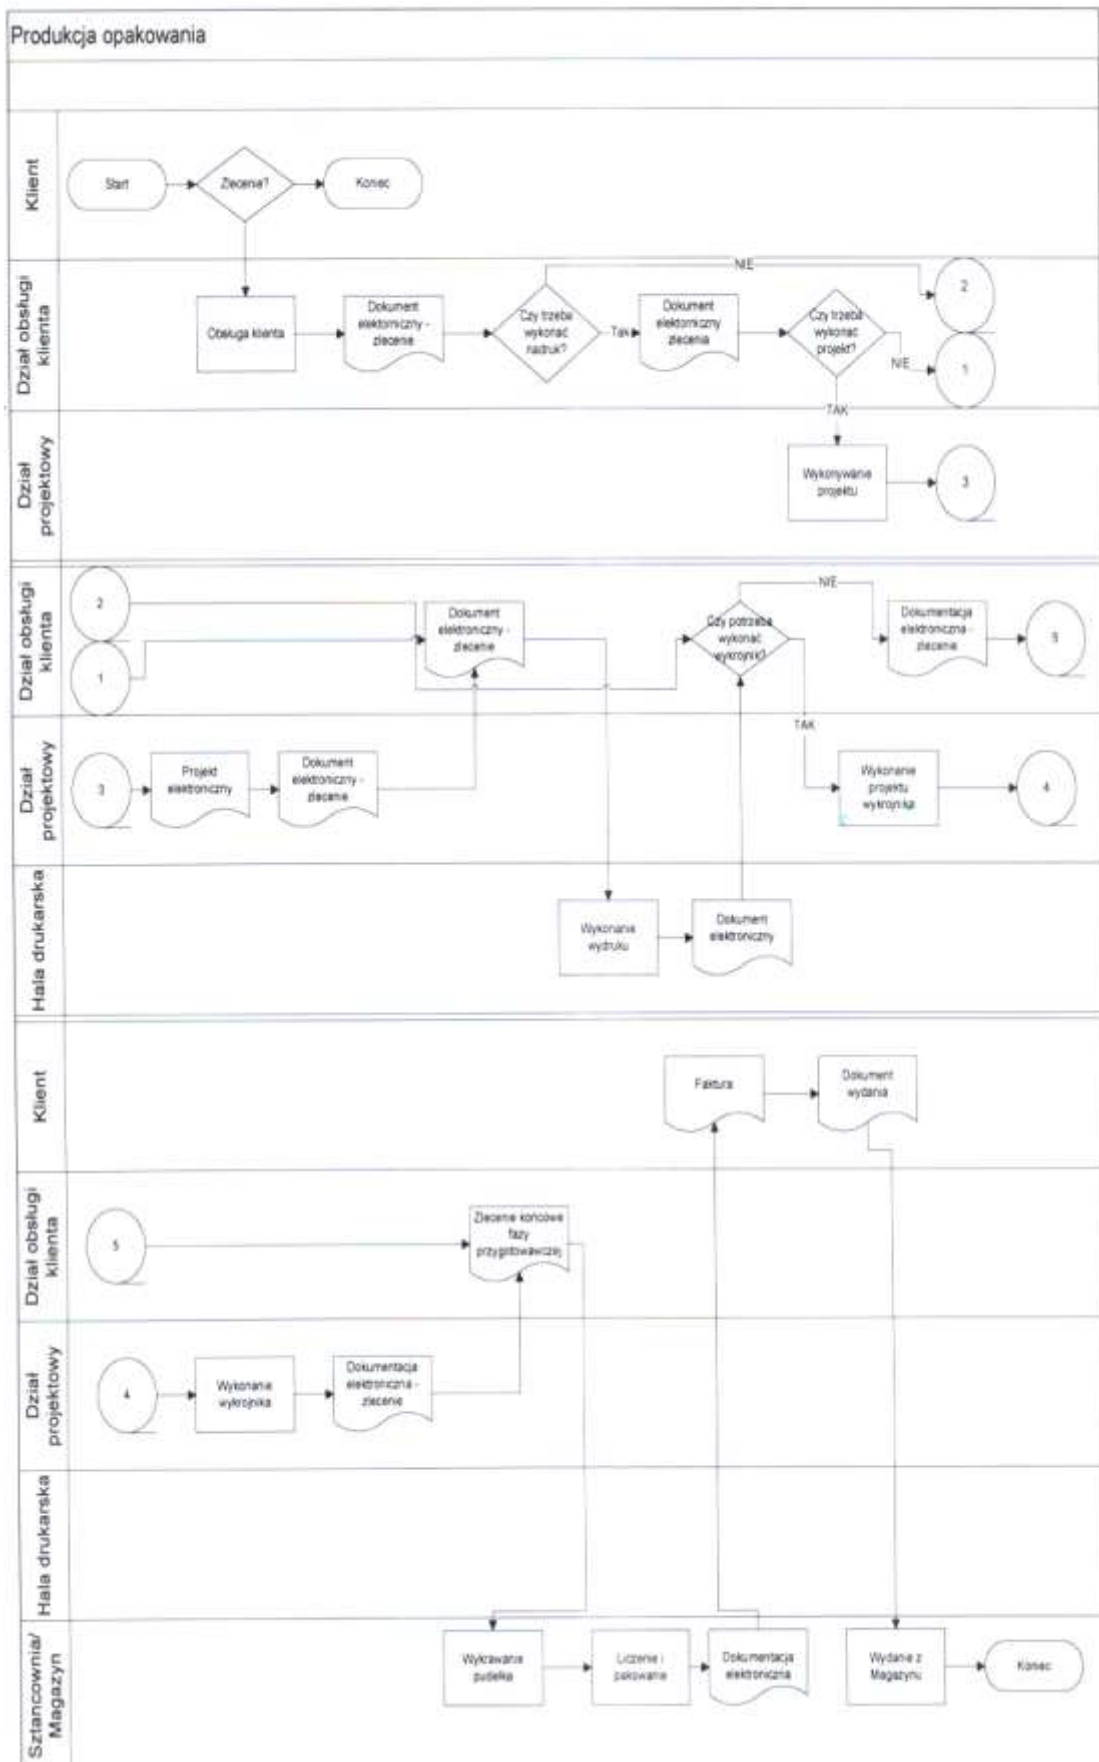 Produkcja opakowania
Klient
Start
Zlecenie?
Koniec
Dział obsługi
klienta
Obsługa klienta
Dokument
elektorniczny -
zlecenie
Czy trzeba
wykonać
nadruk?
NIE
Tak
Dokument
elektorniczny
zlecenia
Czy trzeba
wykonać
projekt?
NIE
2
1
TAK
Dział
projektowy
Wykonywanie
projektu
3
Dział obsługi
klienta
2
1
Dokument
elektroniczny -
zlecenie
Czy potrzeba
wykonać
wykrojnik?
NIE
Dokumentacja
elektroniczna -
zlecenie
5
TAK
Dział
projektowy
3
Projekt
elektroniczny
Dokument
elektroniczny -
zlecenie
Wykonanie
projektu
wykrojnika
4
Hala drukarska
Wykonanie
wydruku
Dokument
elektroniczny
Klient
Faktura
Dokument
wydania
Dział obsługi
klienta
5
Zlecenie końcowe
fazy
przygotowawczej
Dział
projektowy
4
Wykonanie
wykrojnika
Dokumentacja
elektroniczna -
zlecenie
Hala drukarska
Sztancownia/
Magazyn
Wykrawanie
pudełka
Liczenie i
pakowanie
Dokumentacja
elektroniczna
Wydanie z
Magazynu
Koniec